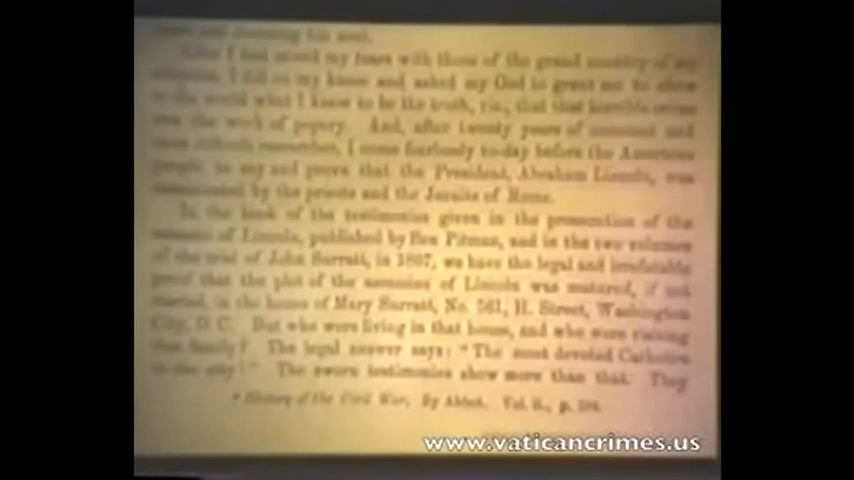 and damning his soul.
After I had mixed my tears with those of the grand country of my
adoption, I fell on my knees and asked my God to grant me to show
to the world what I knew to be the truth, viz., that that horrible crime
was the work of popery. And, after twenty years of constant and
most difficult researches, I come fearlessly to-day before the American
people, to say and prove that the President, Abraham Lincoln, was
assassinated by the priests and the Jesuits of Rome.
In the book of the testimonies given in the prosecution of the
assassin of Lincoln, published by Ben Pitman, and in the two volumes
of the trial of John Surratt, in 1867, we have the legal and irrefutable
proof that the plot of the assassins of Lincoln was matured, if not
started, in the house of Mary Surratt, No. 561, H. Street, Washington
City, D. C. But who were living in that house, and who were visiting
that family? The legal answer says: "The most devoted Catholics
in the city!" The sworn testimonies show more than that. They
* History of the Civil War, By Abbot. Vol. II., p. 594.
www.vaticancrimes.us